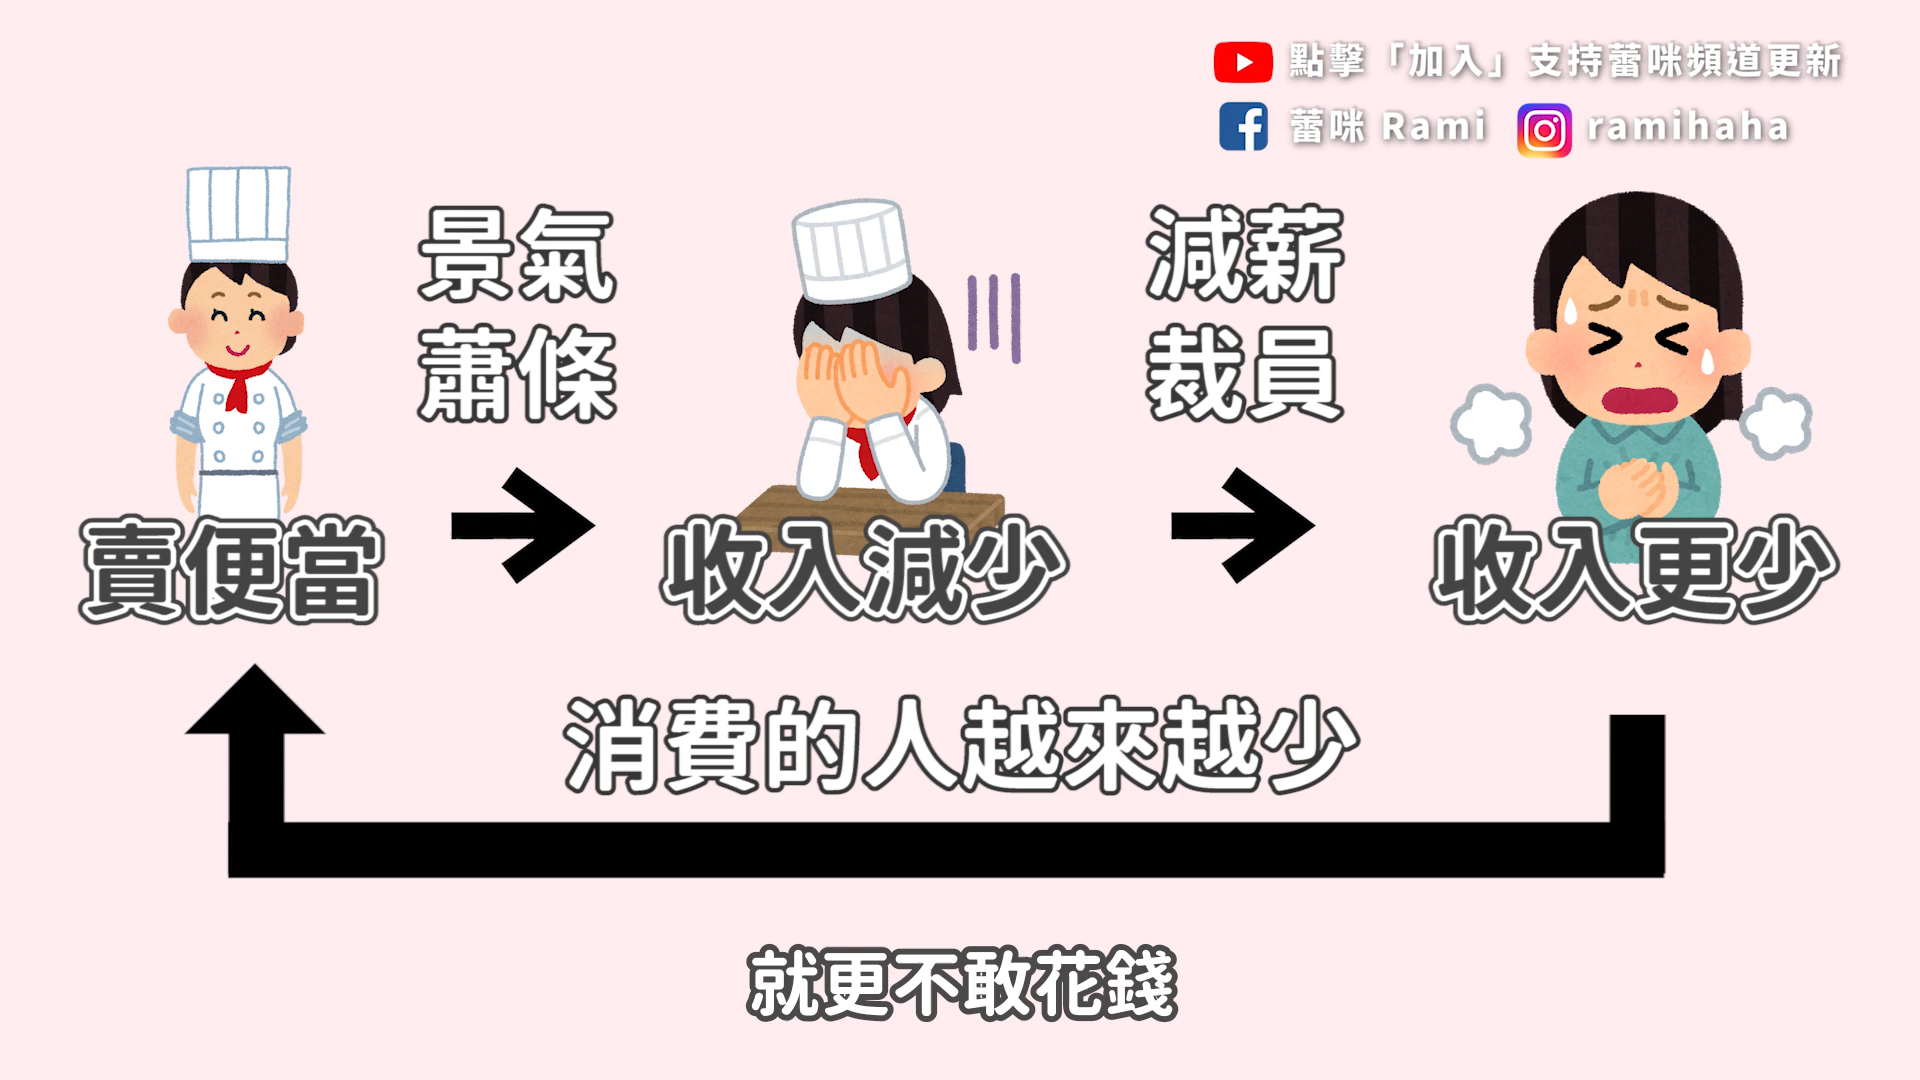 點擊「加入」支持蕾咪頻道更新
蕾咪 Rami ramihaha
景氣
蕭條
減薪
裁員
賣便當
收入減少
收入更少
消費的人越來越少
就更不敢花錢